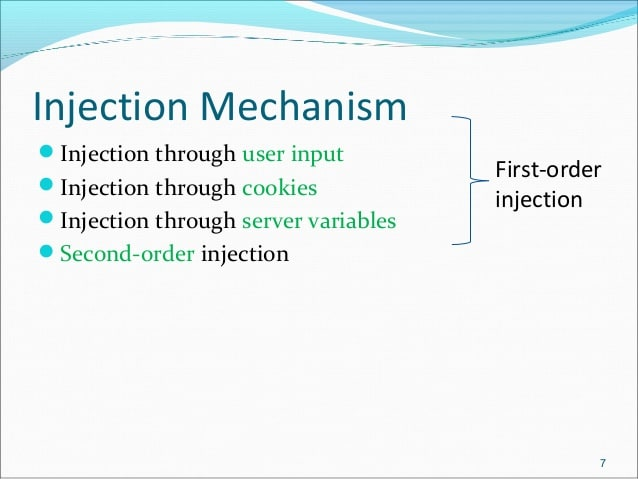 Injection Mechanism
Injection through user input
Injection through cookies
Injection through server variables
Second-order injection
First-order
injection
7